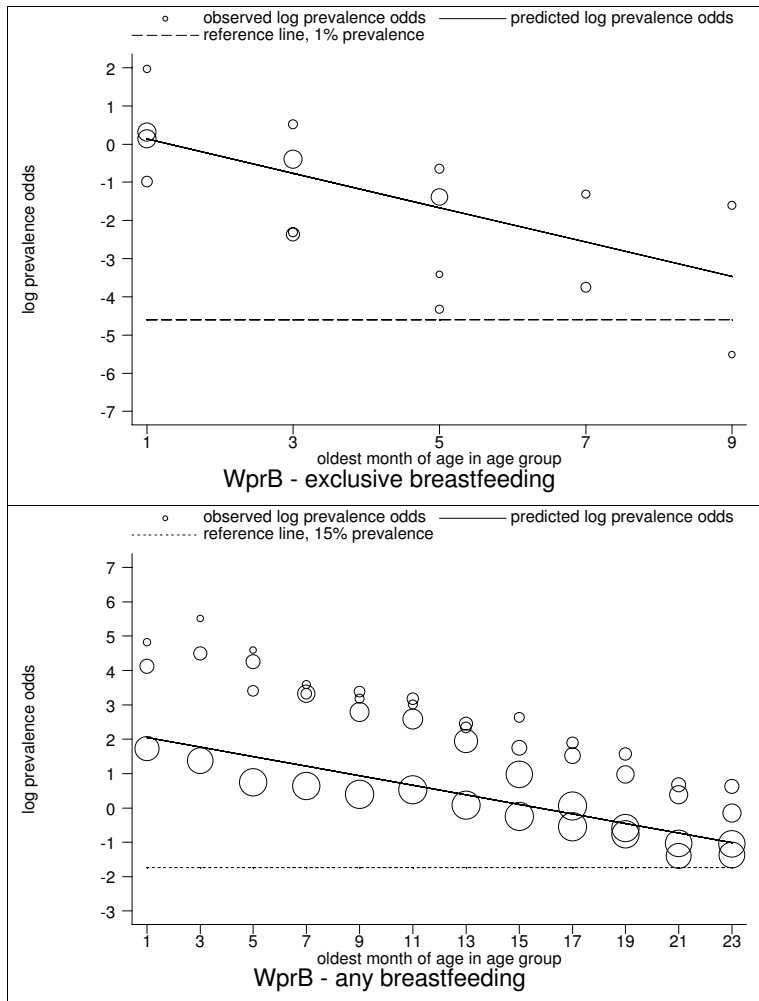 observed log prevalence odds predicted log prevalence odds
reference line, 1% prevalence
2
1
0
-1
-2
-3
-4
-5
-6
-7
log prevalence odds
1 3 5 7 9
oldest month of age in age group
WprB - exclusive breastfeeding
observed log prevalence odds predicted log prevalence odds
reference line, 15% prevalence
7
6
5
4
3
2
1
0
-1
-2
-3
log prevalence odds
1 3 5 7 9 11 13 15 17 19 21 23
oldest month of age in age group
WprB - any breastfeeding